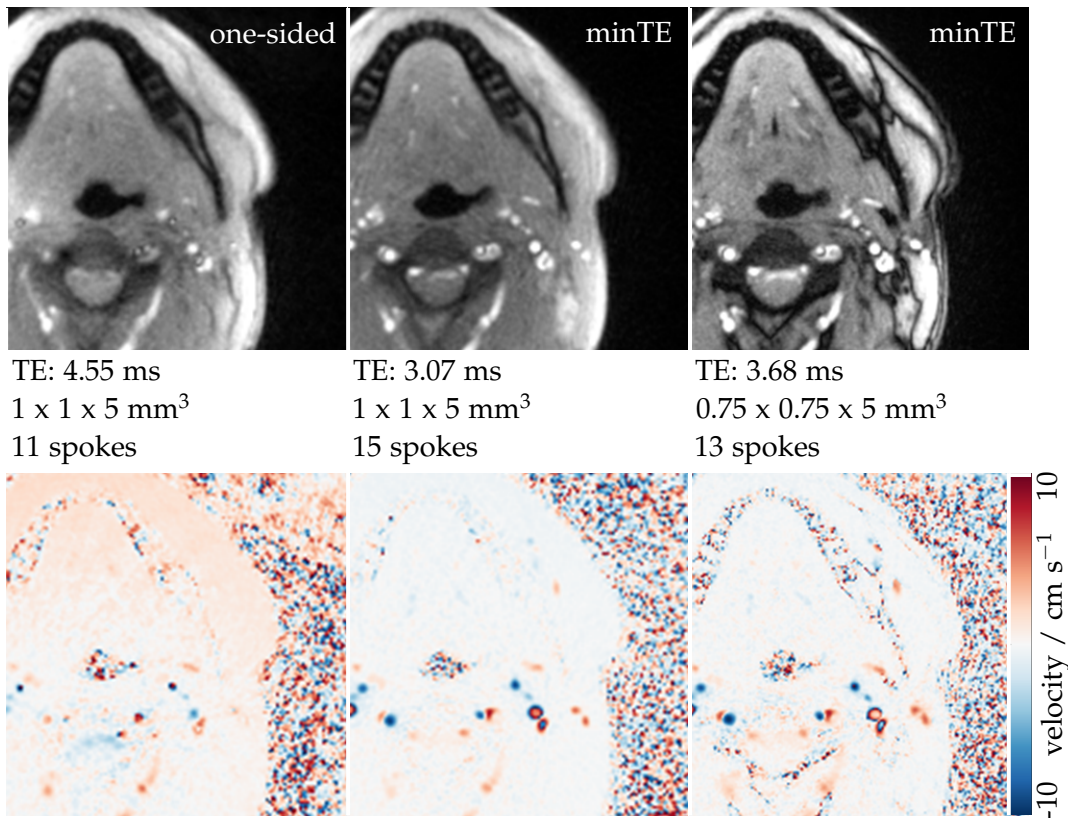 one-sided
minTE
minTE
TE: 4.55 ms
1 x 1 x 5 mm³
11 spokes
TE: 3.07 ms
1 x 1 x 5 mm³
15 spokes
TE: 3.68 ms
0.75 x 0.75 x 5 mm³
13 spokes
10
velocity / cm s⁻¹
-10